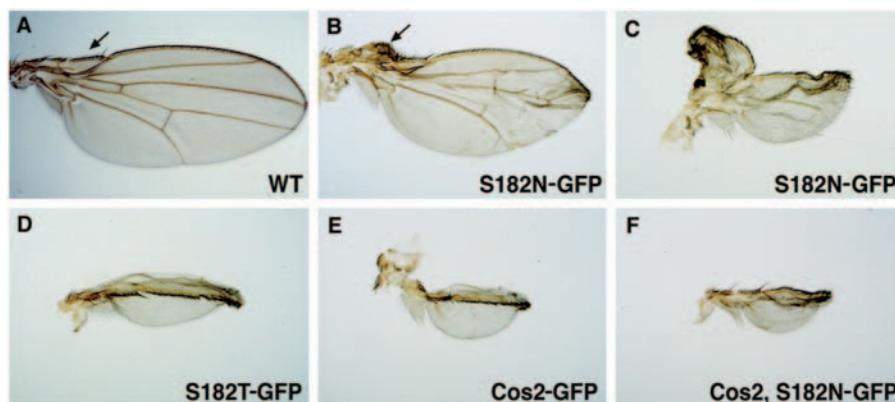 A
WT
B
S182N-GFP
C
S182N-GFP
D
S182T-GFP
E
Cos2-GFP
F
Cos2, S182N-GFP